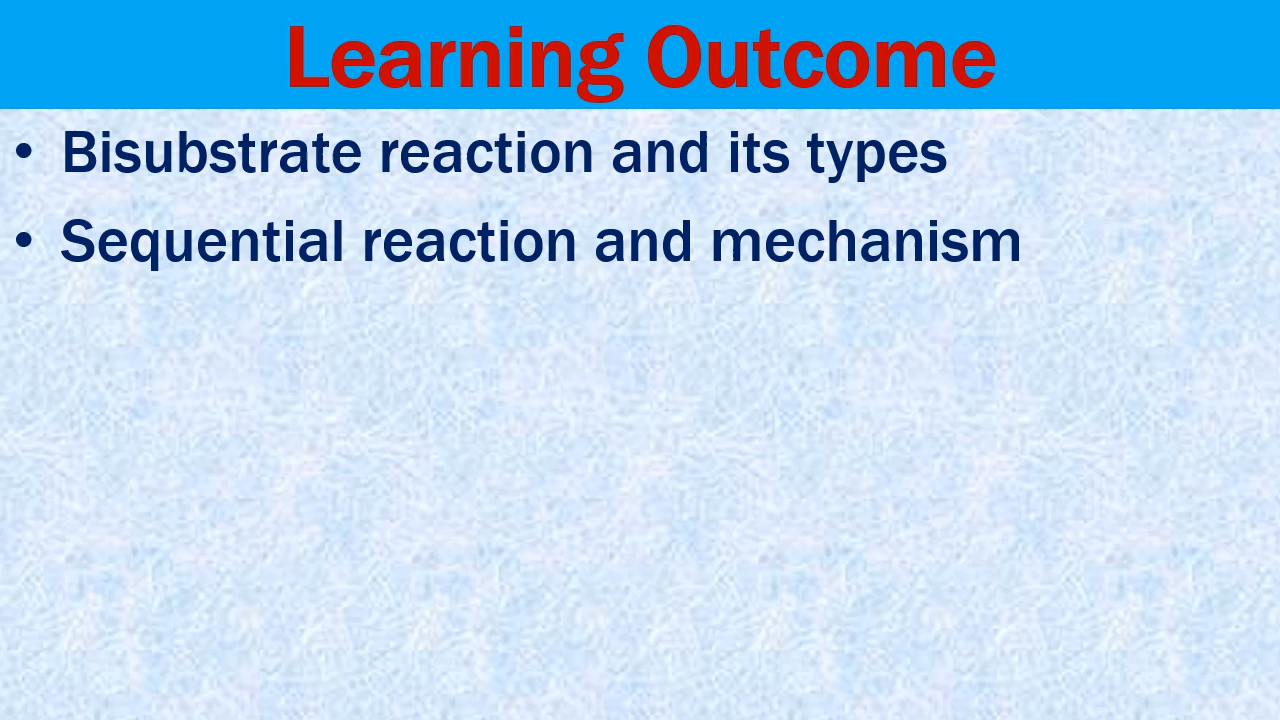 Learning Outcome
• Bisubstrate reaction and its types
• Sequential reaction and mechanism